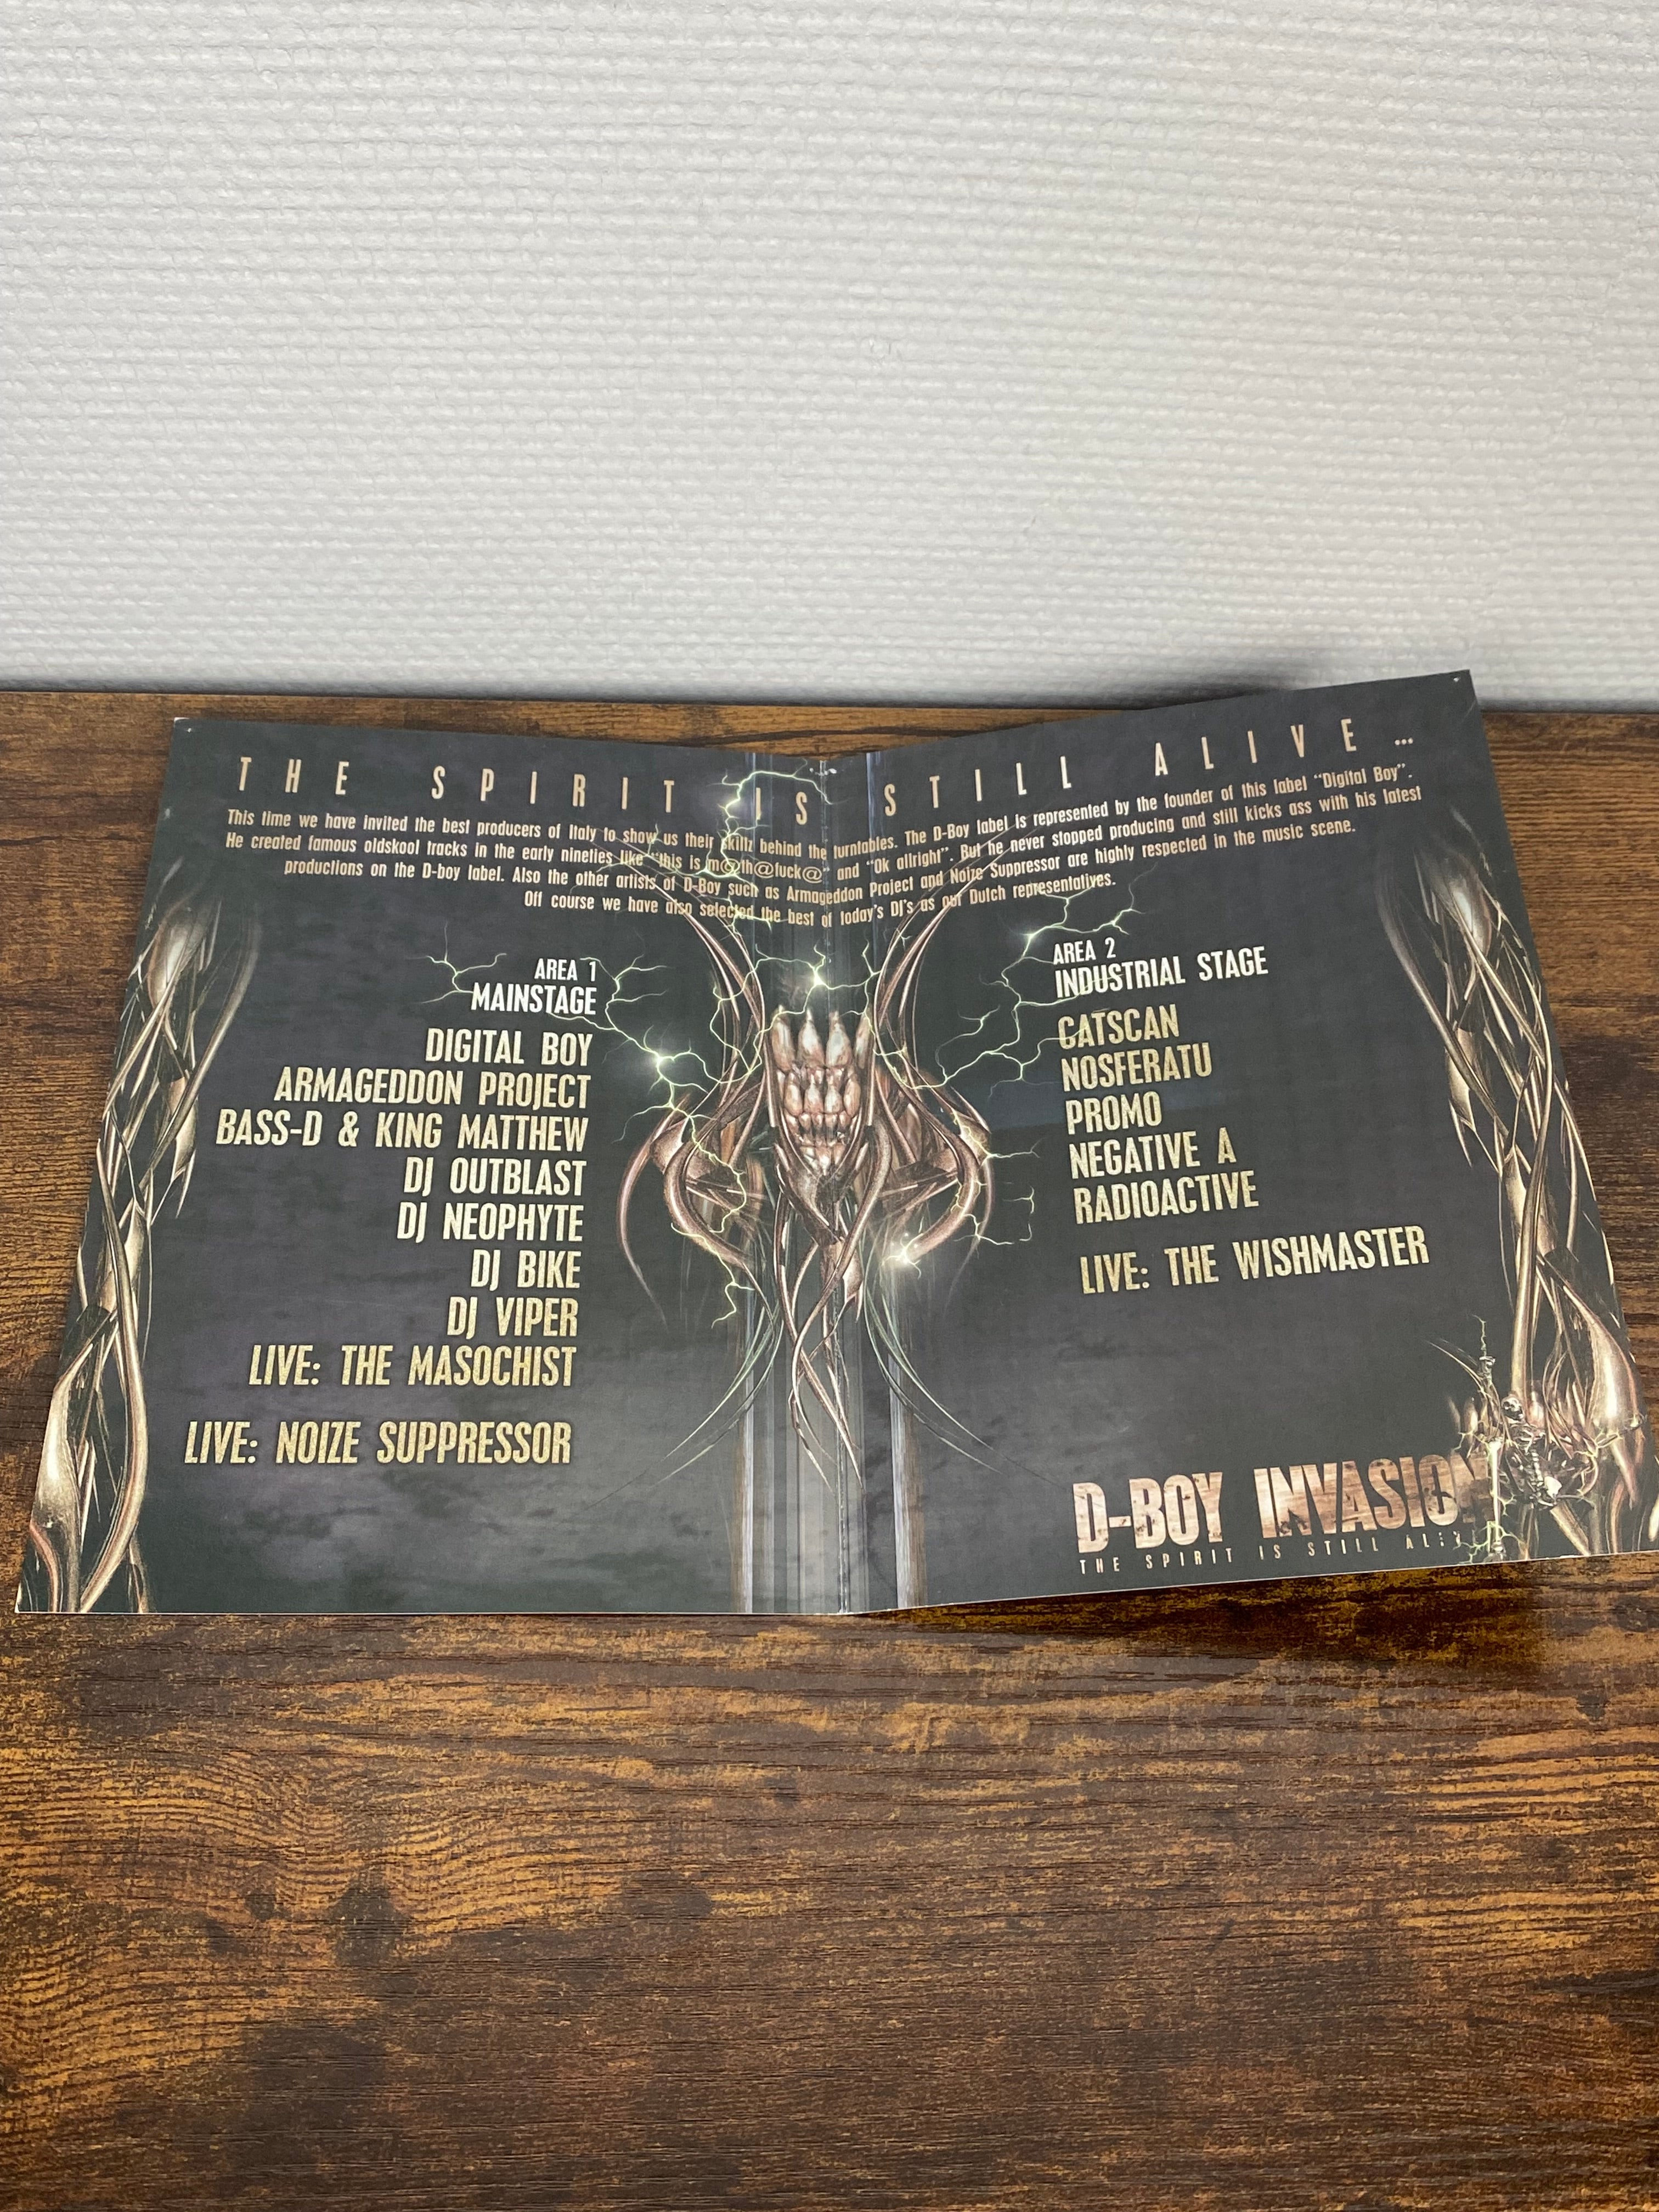 THE SPIRIT IS STILL ALIVE...
This time we have invited the best producers of Italy to show us their skillz behind the turntables. The D-Boy label is represented by the founder of this label "Digital Boy".
He created famous oldskool tracks in the early nineties like "this is m@th@fuck@" and "Ok allright". But he never stopped producing and still kicks ass with his latest
productions on the D-boy label. Also the other artists of D-Boy such as Armageddon Project and Noize Suppressor are highly respected in the music scene.
Off course we have also selected the best of today's DJ's as our Dutch representatives.
AREA 1
MAINSTAGE
DIGITAL BOY
ARMAGEDDON PROJECT
BASS-D & KING MATTHEW
DJ OUTBLAST
DJ NEOPHYTE
DJ BIKE
DJ VIPER
LIVE: THE MASOCHIST
LIVE: NOIZE SUPPRESSOR
AREA 2
INDUSTRIAL STAGE
CATSCAN
NOSFERATU
PROMO
NEGATIVE A
RADIOACTIVE
LIVE: THE WISHMASTER
D-BOY INVASION
THE SPIRIT IS STILL ALIVE